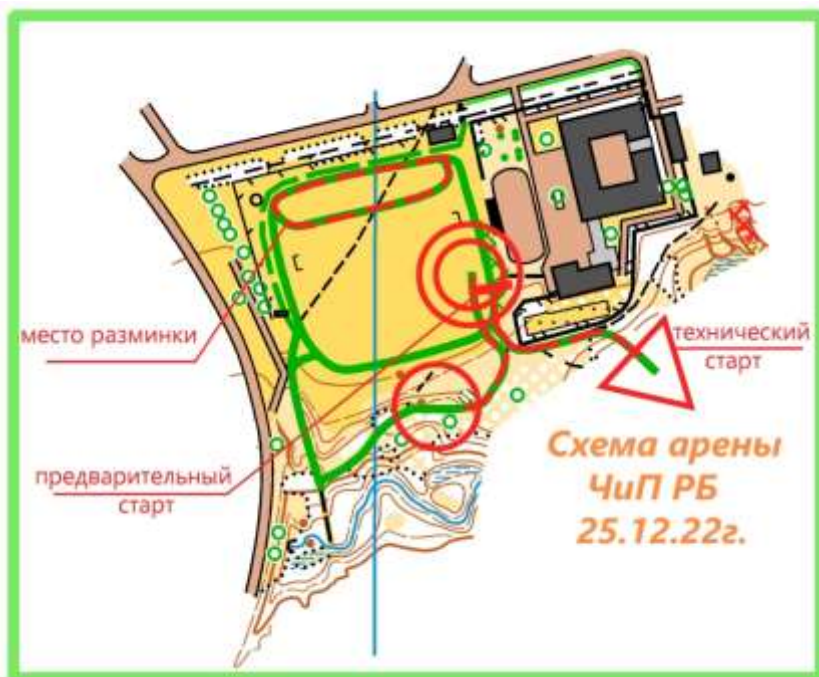 место разминки
технический
старт
предварительный
старт
Схема арены
ЧиП РБ
25.12.22г.